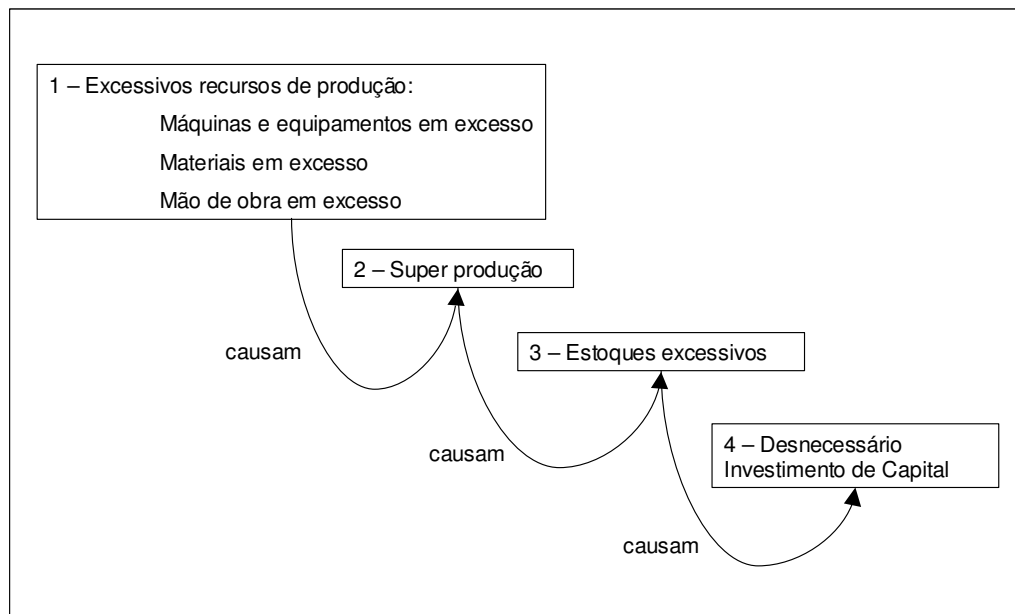 1 – Excessivos recursos de produção:
Máquinas e equipamentos em excesso
Materiais em excesso
Mão de obra em excesso
2 – Super produção
causam
3 – Estoques excessivos
causam
4 – Desnecessário
Investimento de Capital
causam